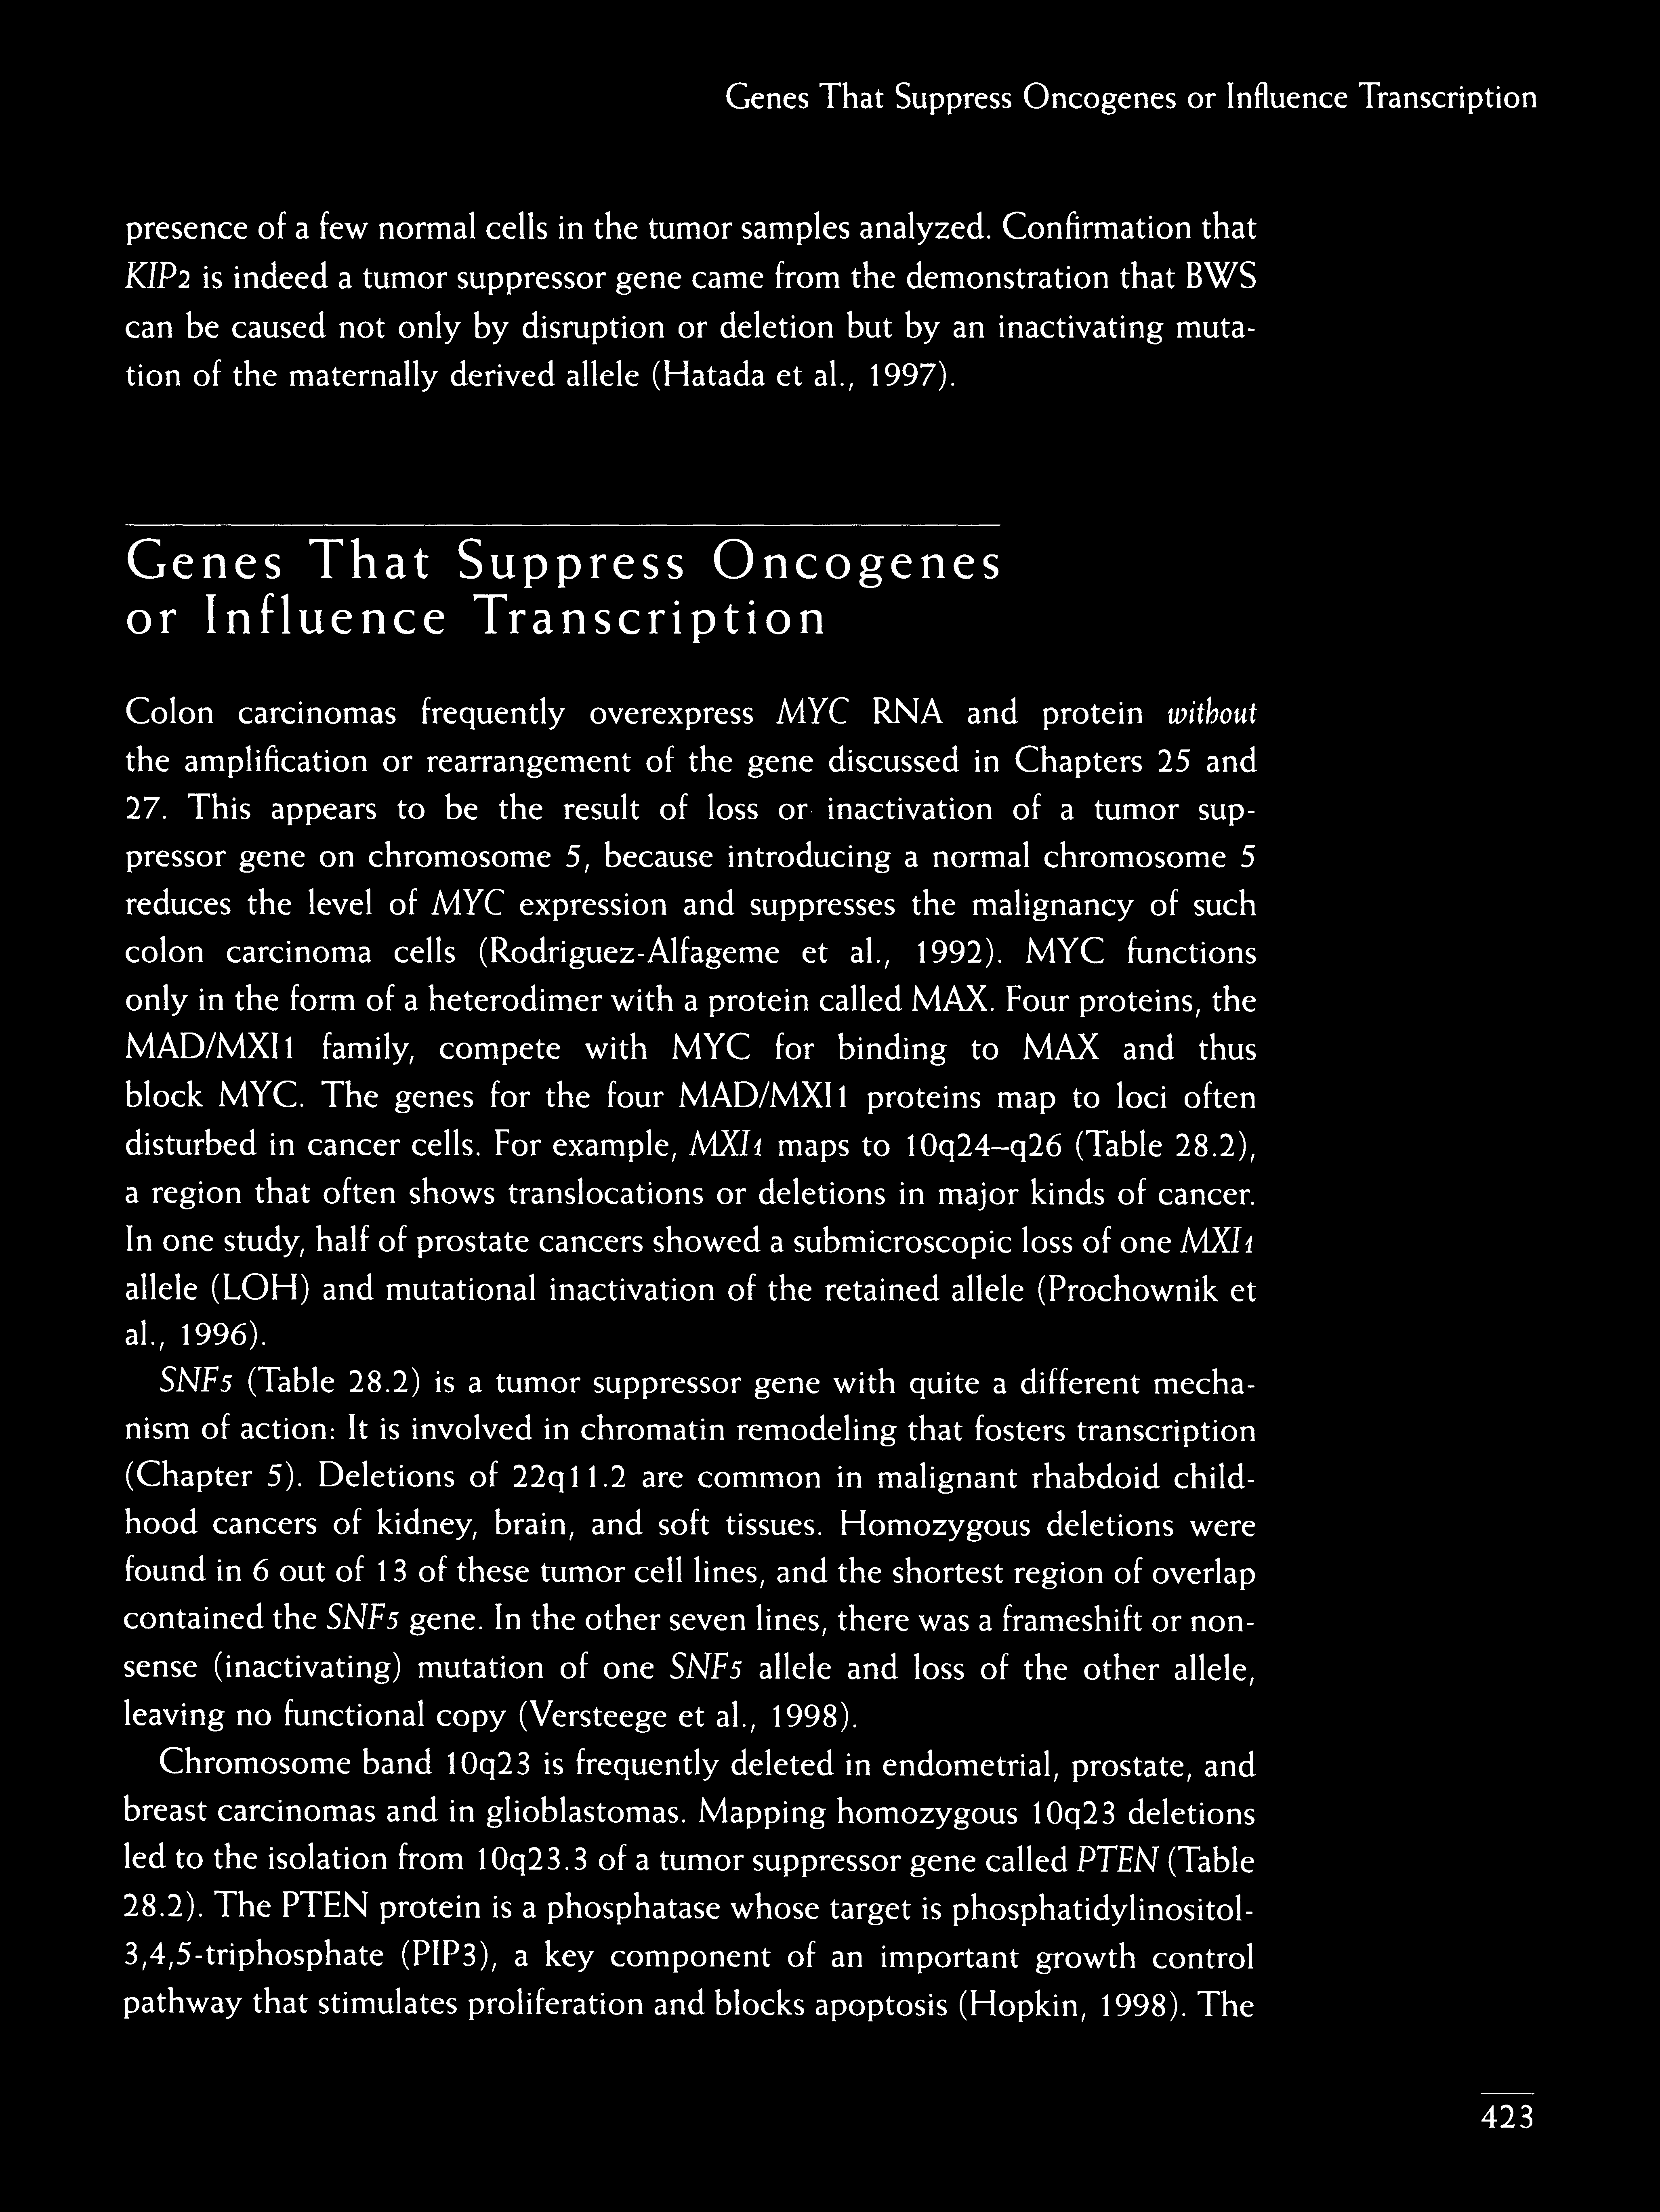 Genes That Suppress Oncogenes or Influence Transcription
presence of a few normal cells in the tumor samples analyzed. Confirmation that
KIP2 is indeed a tumor suppressor gene came from the demonstration that BWS
can be caused not only by disruption or deletion but by an inactivating muta-
tion of the maternally derived allele (Hatada et al., 1997).
Genes That Suppress Oncogenes
or Influence Transcription
Colon carcinomas frequently overexpress MYC RNA and protein without
the amplification or rearrangement of the gene discussed in Chapters 25 and
27. This appears to be the result of loss or inactivation of a tumor sup-
pressor gene on chromosome 5, because introducing a normal chromosome 5
reduces the level of MYC expression and suppresses the malignancy of such
colon carcinoma cells (Rodriguez-Alfageme et al., 1992). MYC functions
only in the form of a heterodimer with a protein called MAX. Four proteins, the
MAD/MXI1 family, compete with MYC for binding to MAX and thus
block MYC. The genes for the four MAD/MXI1 proteins map to loci often
disturbed in cancer cells. For example, MXI1 maps to 10q24–q26 (Table 28.2),
a region that often shows translocations or deletions in major kinds of cancer.
In one study, half of prostate cancers showed a submicroscopic loss of one MXI1
allele (LOH) and mutational inactivation of the retained allele (Prochownik et
al., 1996).
SNF5 (Table 28.2) is a tumor suppressor gene with quite a different mecha-
nism of action: It is involved in chromatin remodeling that fosters transcription
(Chapter 5). Deletions of 22q11.2 are common in malignant rhabdoid child-
hood cancers of kidney, brain, and soft tissues. Homozygous deletions were
found in 6 out of 13 of these tumor cell lines, and the shortest region of overlap
contained the SNF5 gene. In the other seven lines, there was a frameshift or non-
sense (inactivating) mutation of one SNF5 allele and loss of the other allele,
leaving no functional copy (Versteege et al., 1998).
Chromosome band 10q23 is frequently deleted in endometrial, prostate, and
breast carcinomas and in glioblastomas. Mapping homozygous 10q23 deletions
led to the isolation from 10q23.3 of a tumor suppressor gene called PTEN (Table
28.2). The PTEN protein is a phosphatase whose target is phosphatidylinositol-
3,4,5-triphosphate (PIP3), a key component of an important growth control
pathway that stimulates proliferation and blocks apoptosis (Hopkin, 1998). The
423